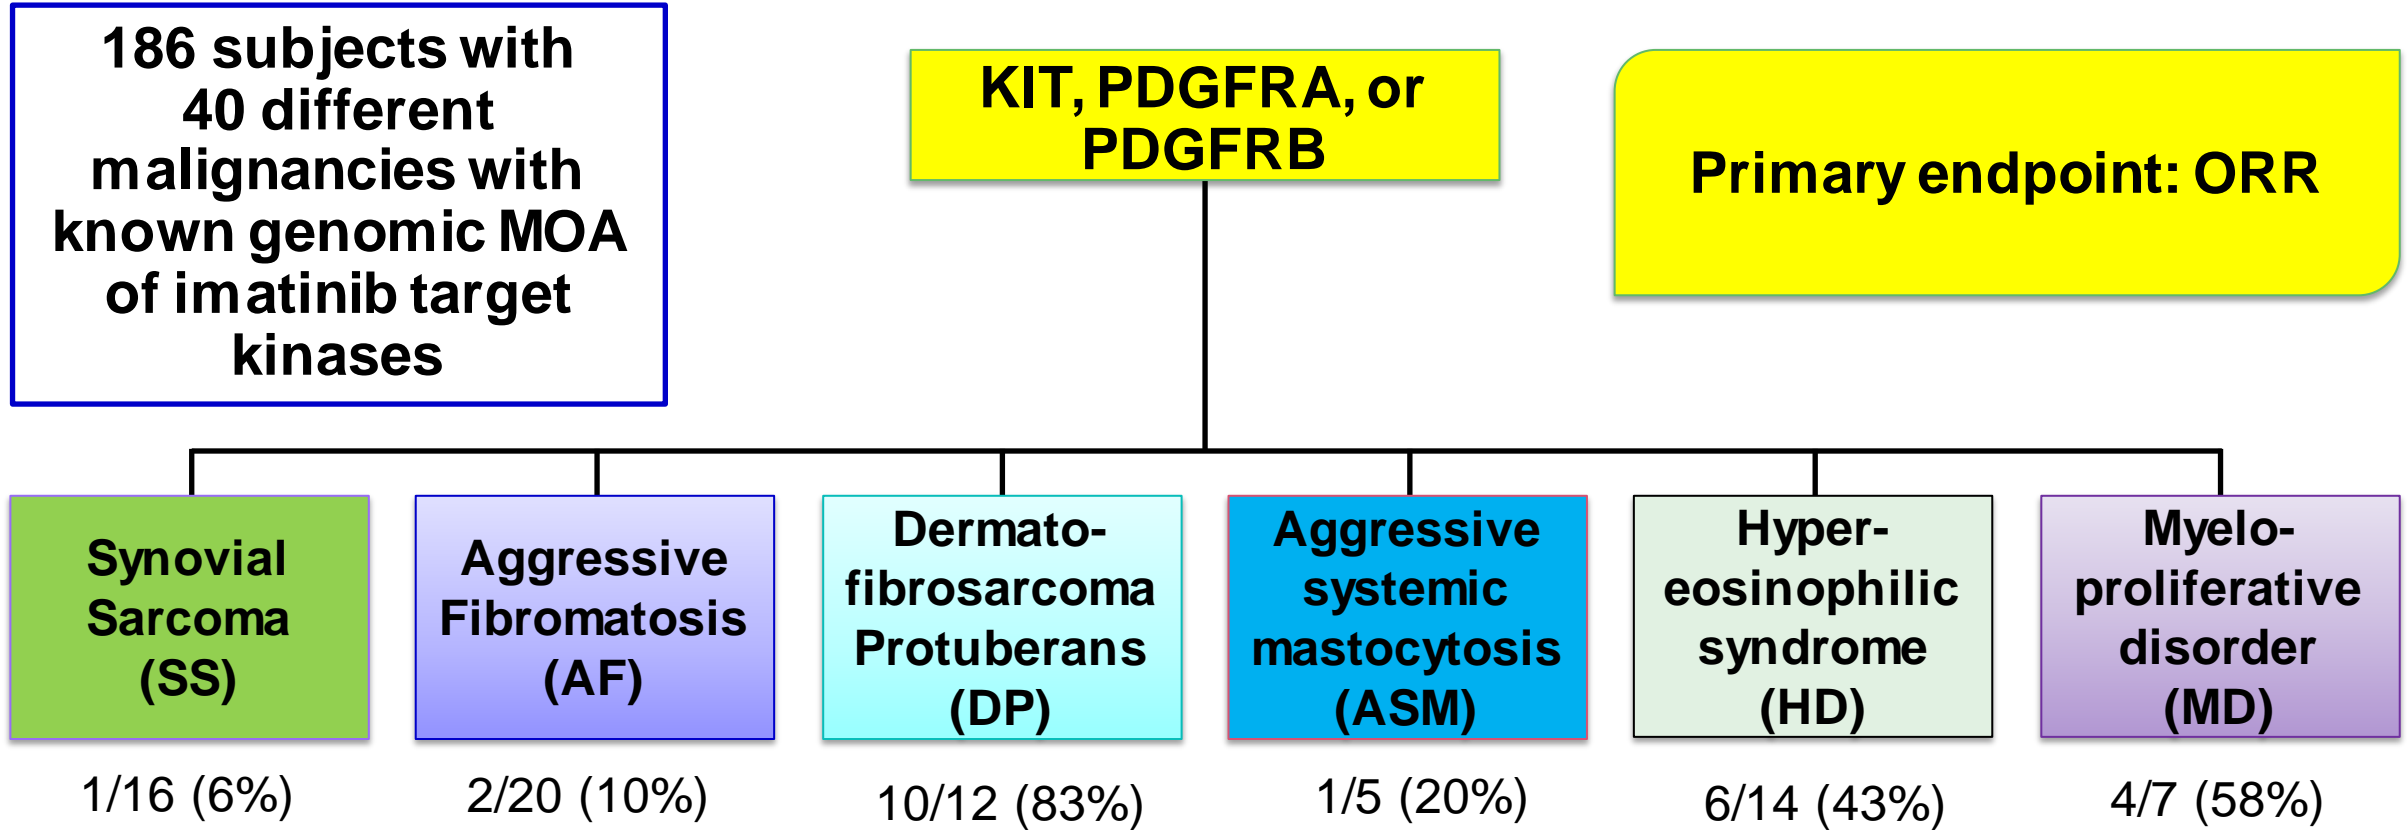 186 subjects with
40 different
malignancies with
known genomic MOA
of imatinib target
kinases
KIT, PDGFRA, or
PDGFRB
Primary endpoint: ORR
Synovial
Sarcoma
(SS)
Aggressive
Fibromatosis
(AF)
Dermato-
fibrosarcoma
Protuberans
(DP)
Aggressive
systemic
mastocytosis
(ASM)
Hyper-
eosinophilic
syndrome
(HD)
Myelo-
proliferative
disorder
(MD)
1/16 (6%)
2/20 (10%)
10/12 (83%)
1/5 (20%)
6/14 (43%)
4/7 (58%)